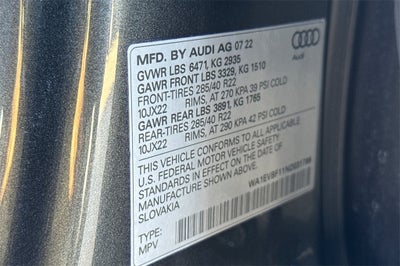 MFD. BY AUDI AG 07 22
GVWR LBS 6471, KG 2935
GAWR FRONT LBS 3329, KG 1510
FRONT-TIRES 285/40 R22
10JX22 RIMS, AT 270 KPA 39 PSI COLD
GAWR REAR LBS 3891, KG 1765
REAR-TIRES 285/40 R22
10JX22 RIMS, AT 290 KPA 42 PSI COLD
THIS VEHICLE CONFORMS TO ALL APPLICABLE
U.S. FEDERAL MOTOR VEHICLE SAFETY
STANDARDS IN EFFECT ON THE DATE OF
MANUFACTURE SHOWN ABOVE.
SLOVAKIA
TYPE:
MPV
Audi